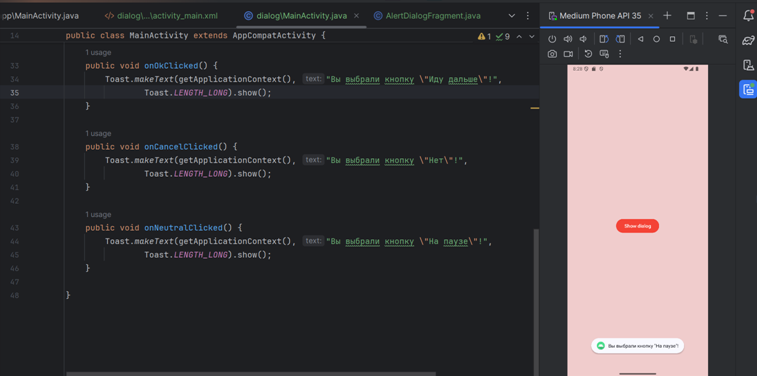 pp\MainActivity.java
dialog\...\activity_main.xml
dialog\MainActivity.java
AlertDialogFragment.java
Medium Phone API 35
14 public class MainActivity extends AppCompatActivity {
1 9
1 usage
33 public void onOkClicked() {
34 Toast.makeText(getApplicationContext(), text: "Вы выбрали кнопку \"Иду дальше\"!",
35 Toast.LENGTH_LONG).show();
36 }
37
1 usage
38 public void onCancelClicked() {
39 Toast.makeText(getApplicationContext(), text: "Вы выбрали кнопку \"Нет\"!",
40 Toast.LENGTH_LONG).show();
41 }
42
1 usage
43 public void onNeutralClicked() {
44 Toast.makeText(getApplicationContext(), text: "Вы выбрали кнопку \"На паузе\"!",
45 Toast.LENGTH_LONG).show();
46 }
47
48 }
Show dialog
Вы выбрали кнопку "На паузе"!